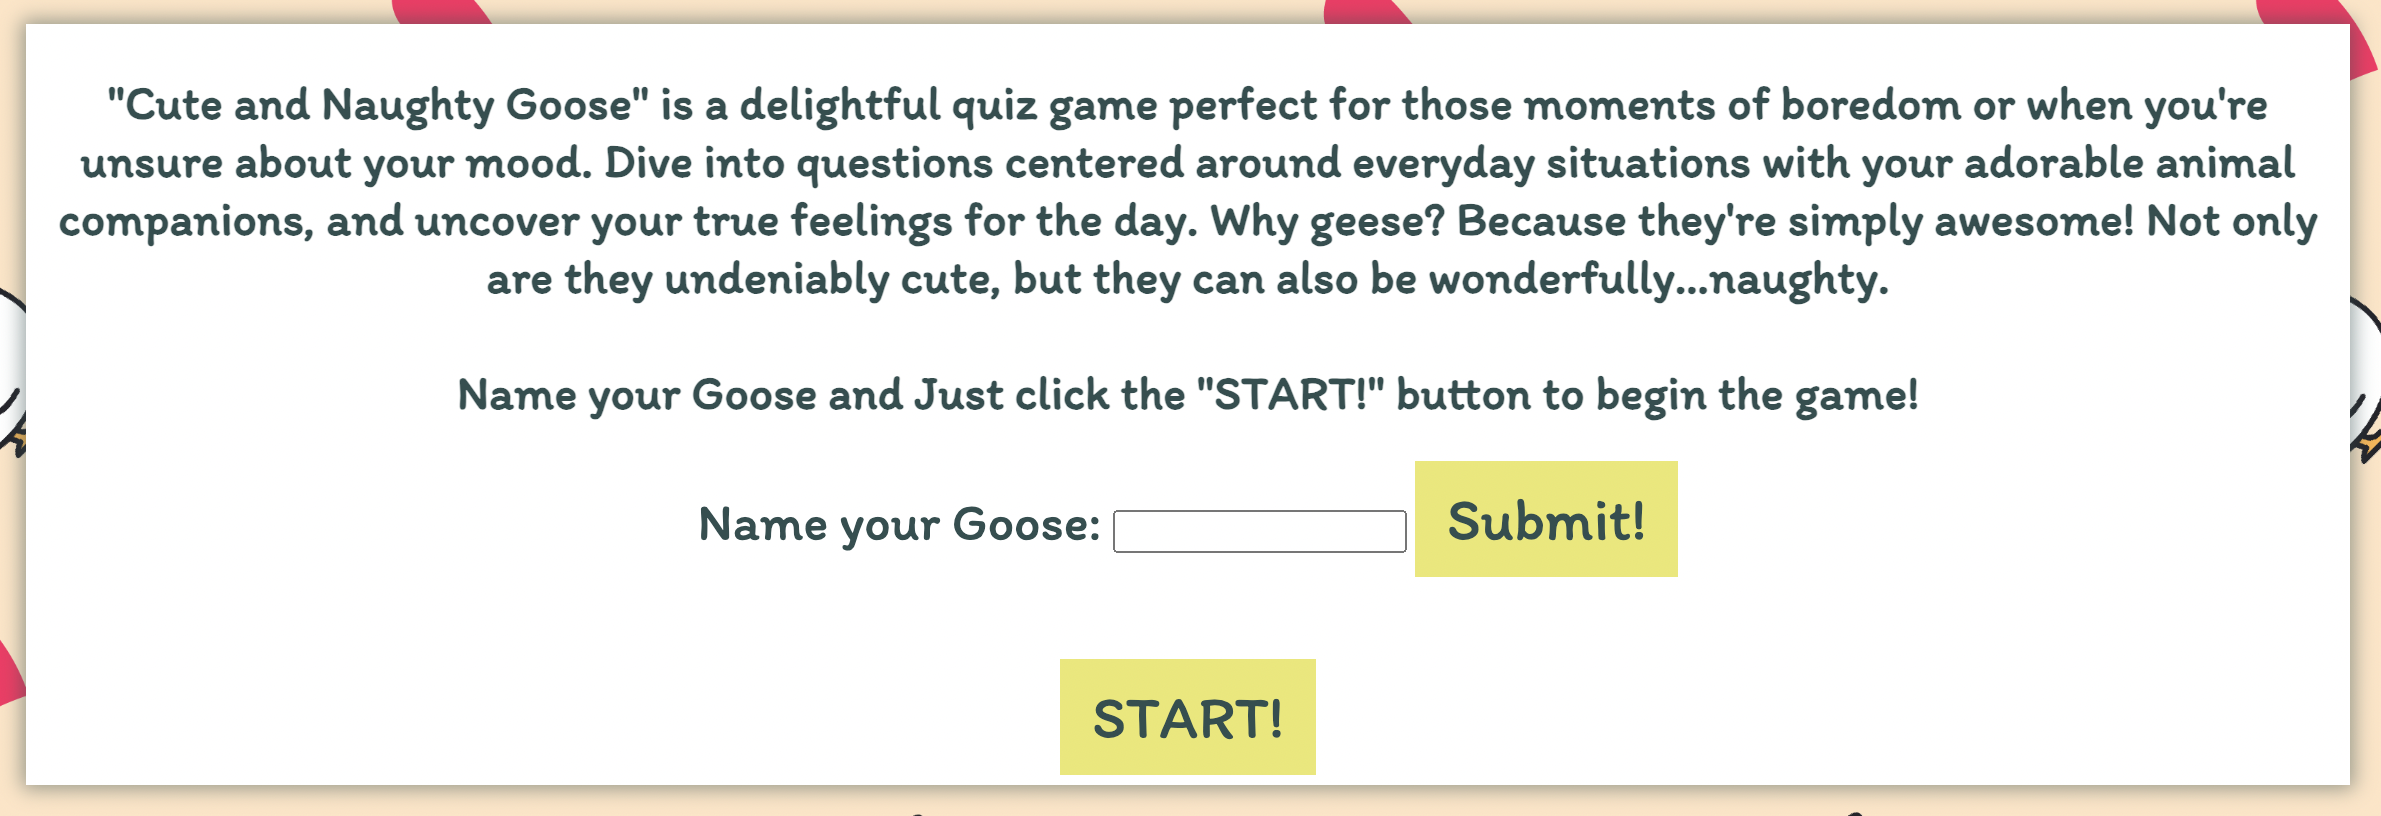 "Cute and Naughty Goose" is a delightful quiz game perfect for those moments of boredom or when you're
unsure about your mood. Dive into questions centered around everyday situations with your adorable animal
companions, and uncover your true feelings for the day. Why geese? Because they're simply awesome! Not only
are they undeniably cute, but they can also be wonderfully...naughty.
Name your Goose and Just click the "START!" button to begin the game!
Name your Goose: Submit!
START!